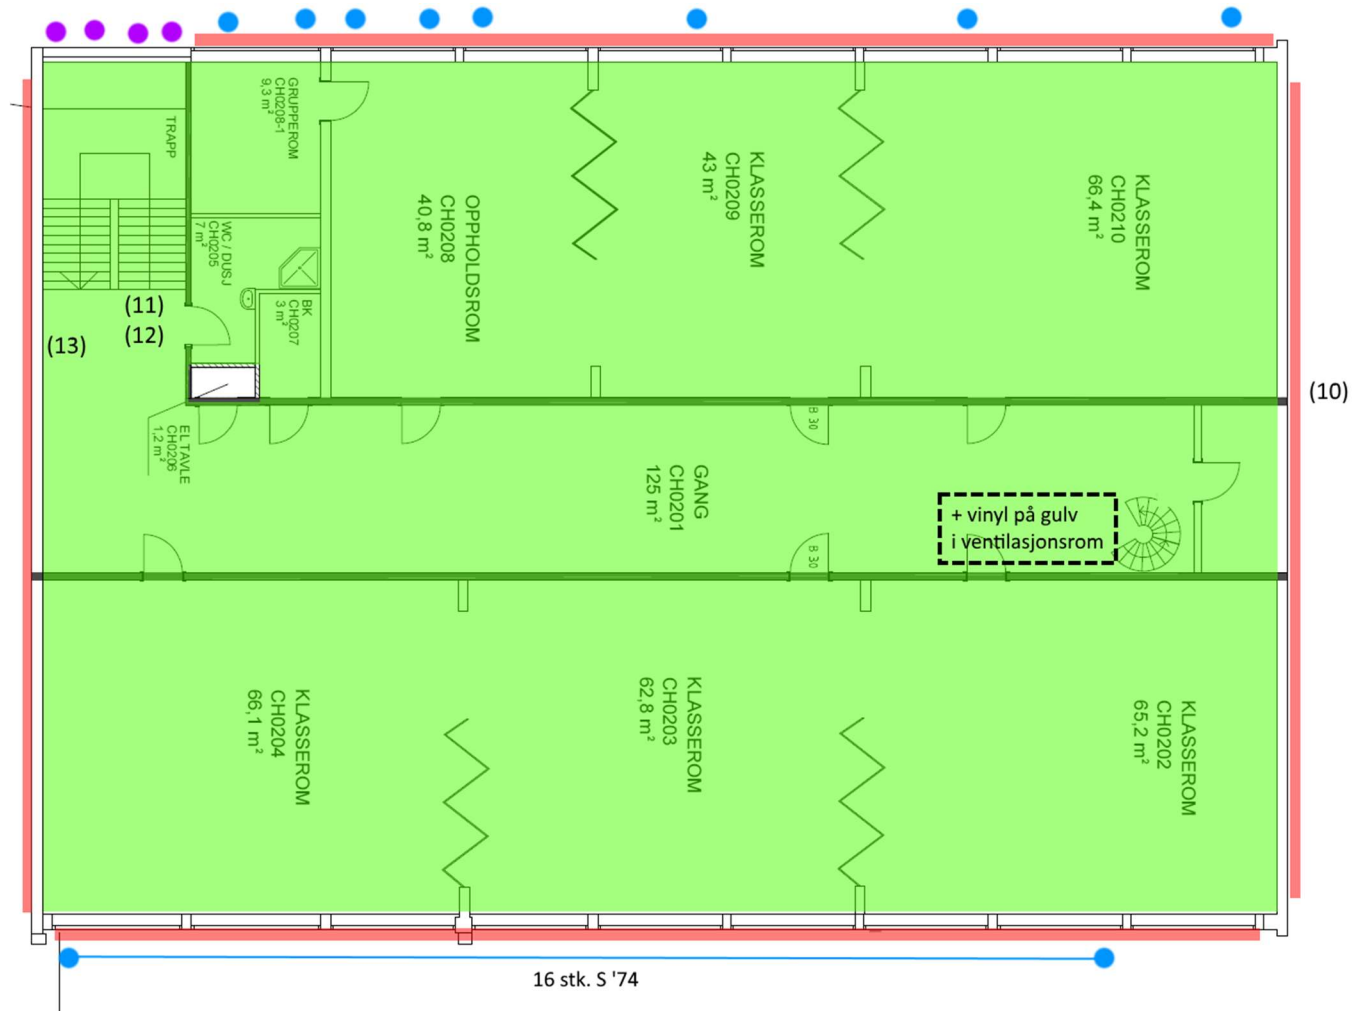 TRAPP
GRUPPEROM
CH0208-1
9,3 m²
WC / DUSJ
CH0205
7 m²
BK
CH0207
3 m²
OPPHOLDSROM
CH0208
40,8 m²
KLASSEROM
CH0209
43 m²
KLASSEROM
CH0210
66,4 m²
(11)
(12)
(13)
(10)
EL TAVLE
CH0206
1,2 m²
B 30
GANG
CH0201
125 m²
+ vinyl på gulv
i ventilasjonsrom
B 30
KLASSEROM
CH0204
66,1 m²
KLASSEROM
CH0203
62,8 m²
KLASSEROM
CH0202
65,2 m²
16 stk. S '74